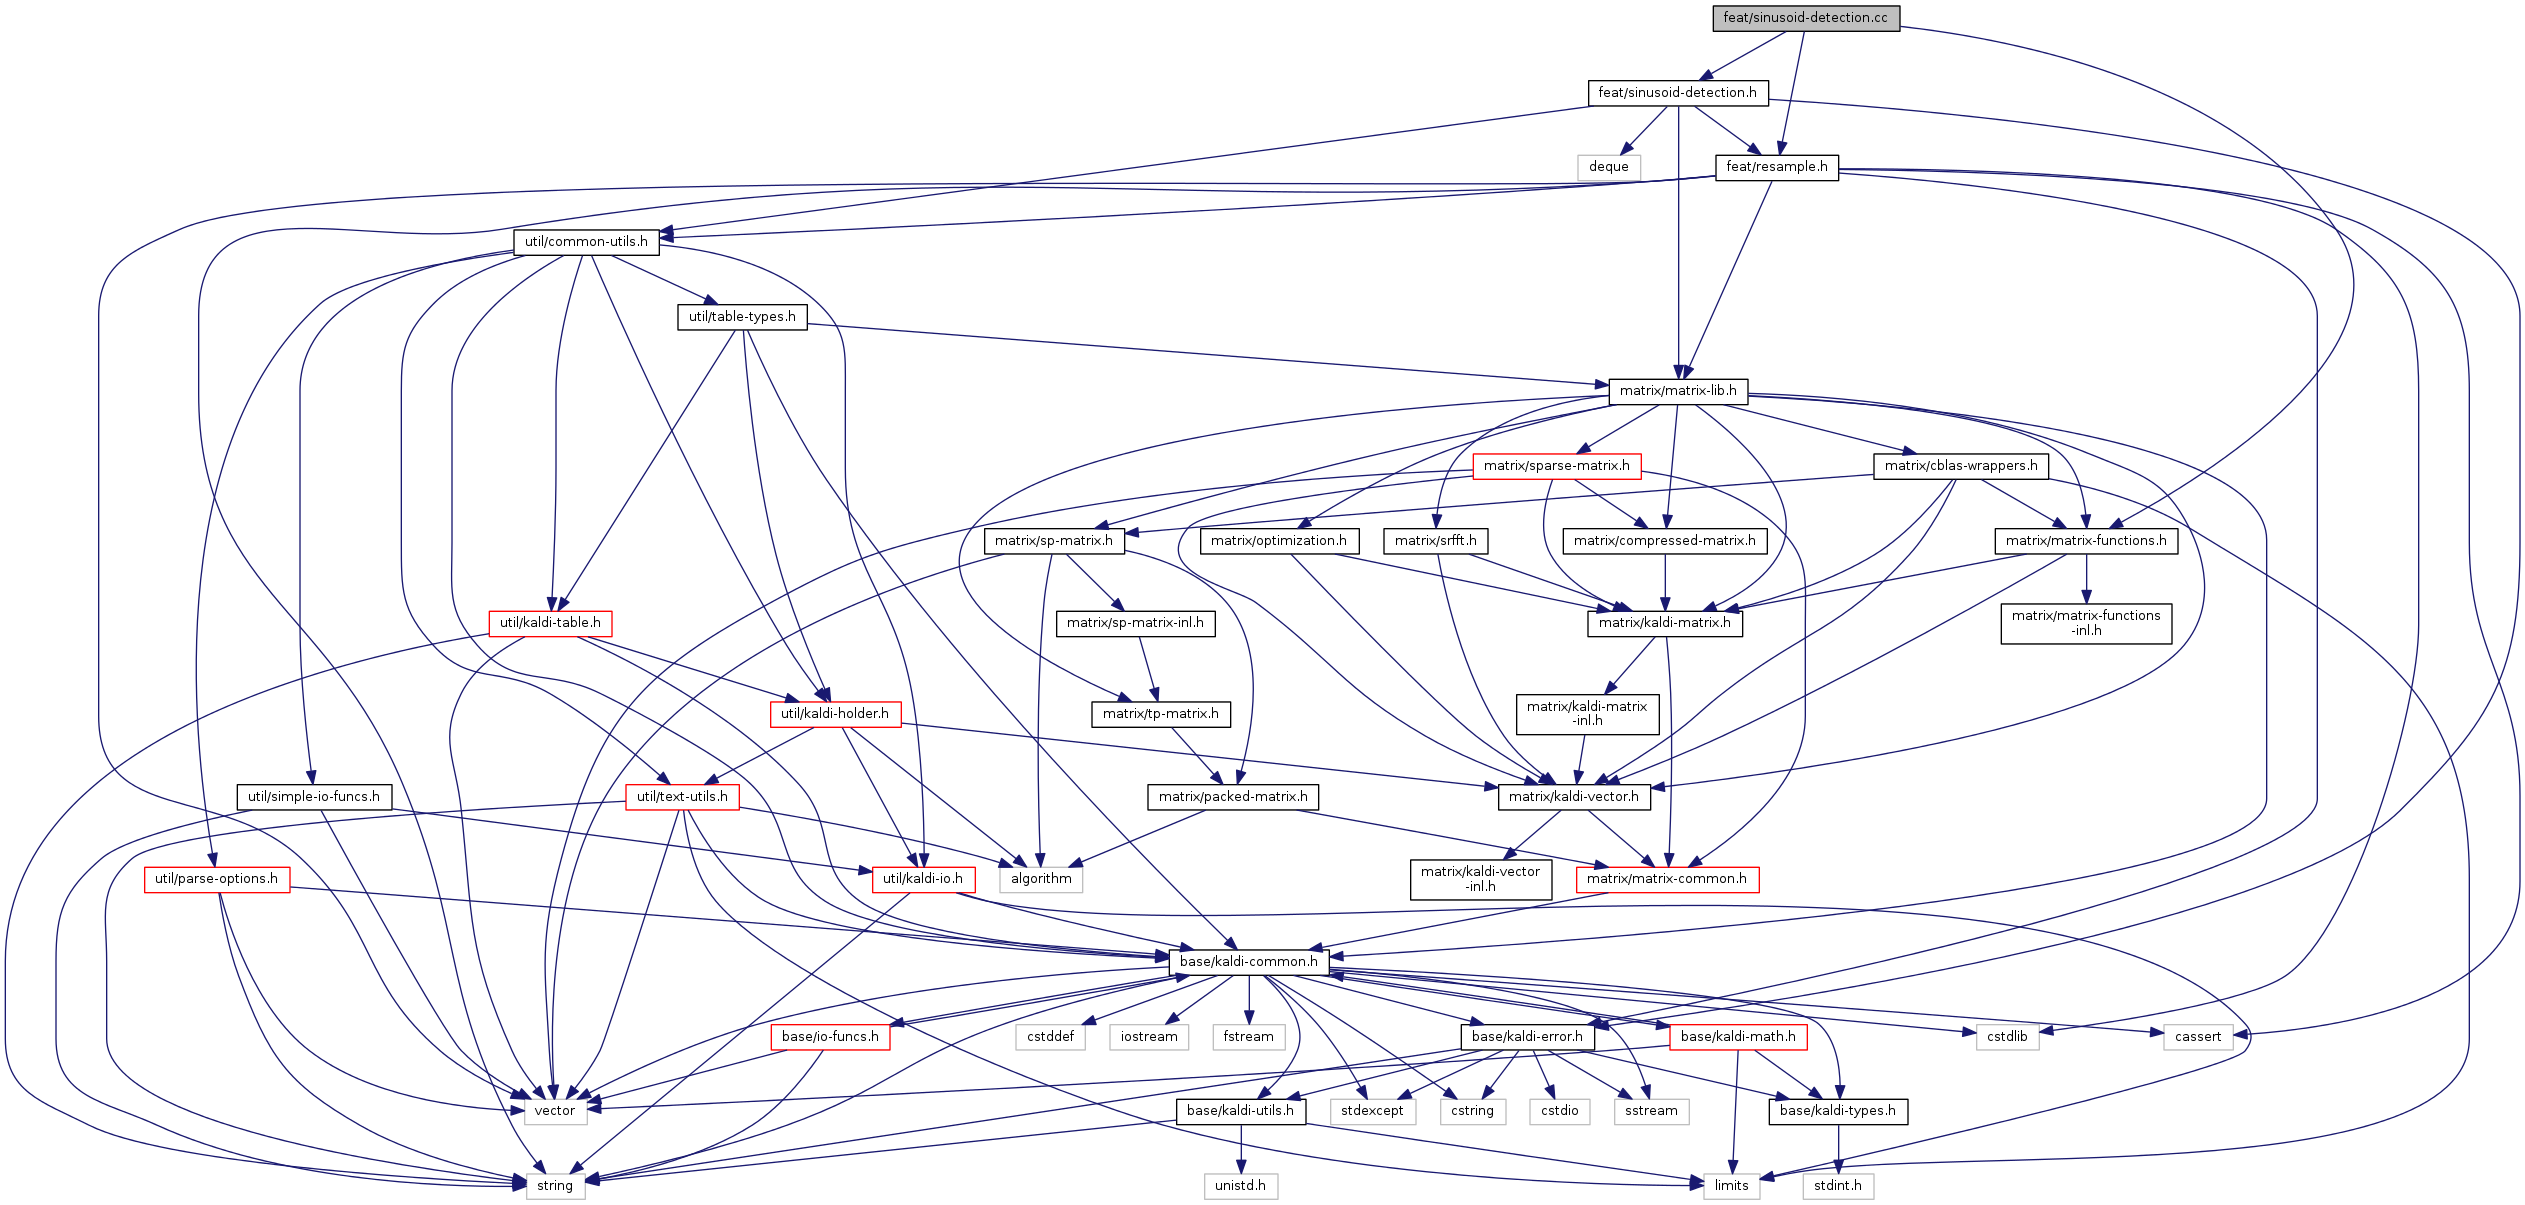 feat/sinusoid-detection.cc
feat/sinusoid-detection.h
deque
feat/resample.h
util/common-utils.h
util/table-types.h
matrix/matrix-lib.h
matrix/sparse-matrix.h
matrix/cblas-wrappers.h
matrix/sp-matrix.h
matrix/optimization.h
matrix/srfft.h
matrix/compressed-matrix.h
matrix/matrix-functions.h
util/kaldi-table.h
matrix/sp-matrix-inl.h
matrix/kaldi-matrix.h
matrix/matrix-functions
-inl.h
util/kaldi-holder.h
matrix/tp-matrix.h
matrix/kaldi-matrix
-inl.h
util/simple-io-funcs.h
util/text-utils.h
matrix/packed-matrix.h
matrix/kaldi-vector.h
util/parse-options.h
util/kaldi-io.h
algorithm
matrix/kaldi-vector
-inl.h
matrix/matrix-common.h
base/kaldi-common.h
base/io-funcs.h
cstddef
iostream
fstream
base/kaldi-error.h
base/kaldi-math.h
cstdlib
cassert
vector
base/kaldi-utils.h
stdexcept
cstring
cstdio
sstream
base/kaldi-types.h
string
unistd.h
limits
stdint.h